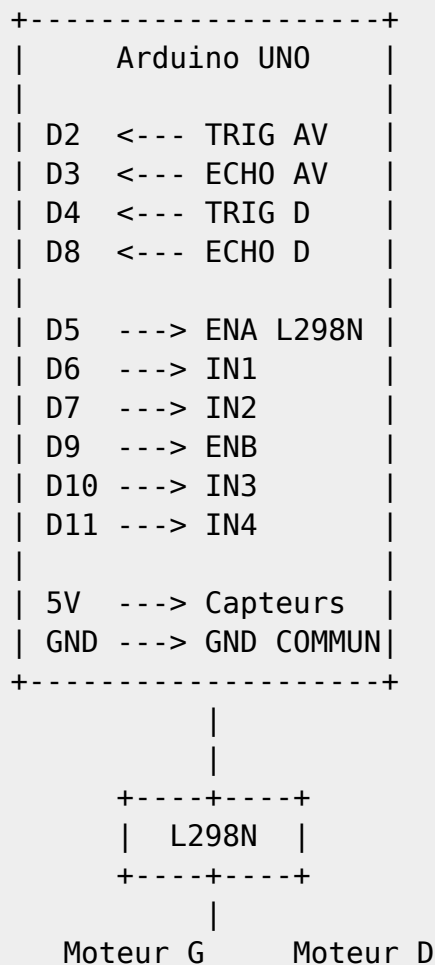 +--------------------+
|     Arduino UNO    |
|                    |
| D2  <--- TRIG AV   |
| D3  <--- ECHO AV   |
| D4  <--- TRIG D    |
| D8  <--- ECHO D    |
|                    |
| D5  ---> ENA L298N |
| D6  ---> IN1       |
| D7  ---> IN2       |
| D9  ---> ENB       |
| D10 ---> IN3       |
| D11 ---> IN4       |
|                    |
| 5V  ---> Capteurs  |
| GND ---> GND COMMUN|
+--------------------+
           |
           |
      +----+----+
      |  L298N  |
      +----+----+
           |
   Moteur G     Moteur D